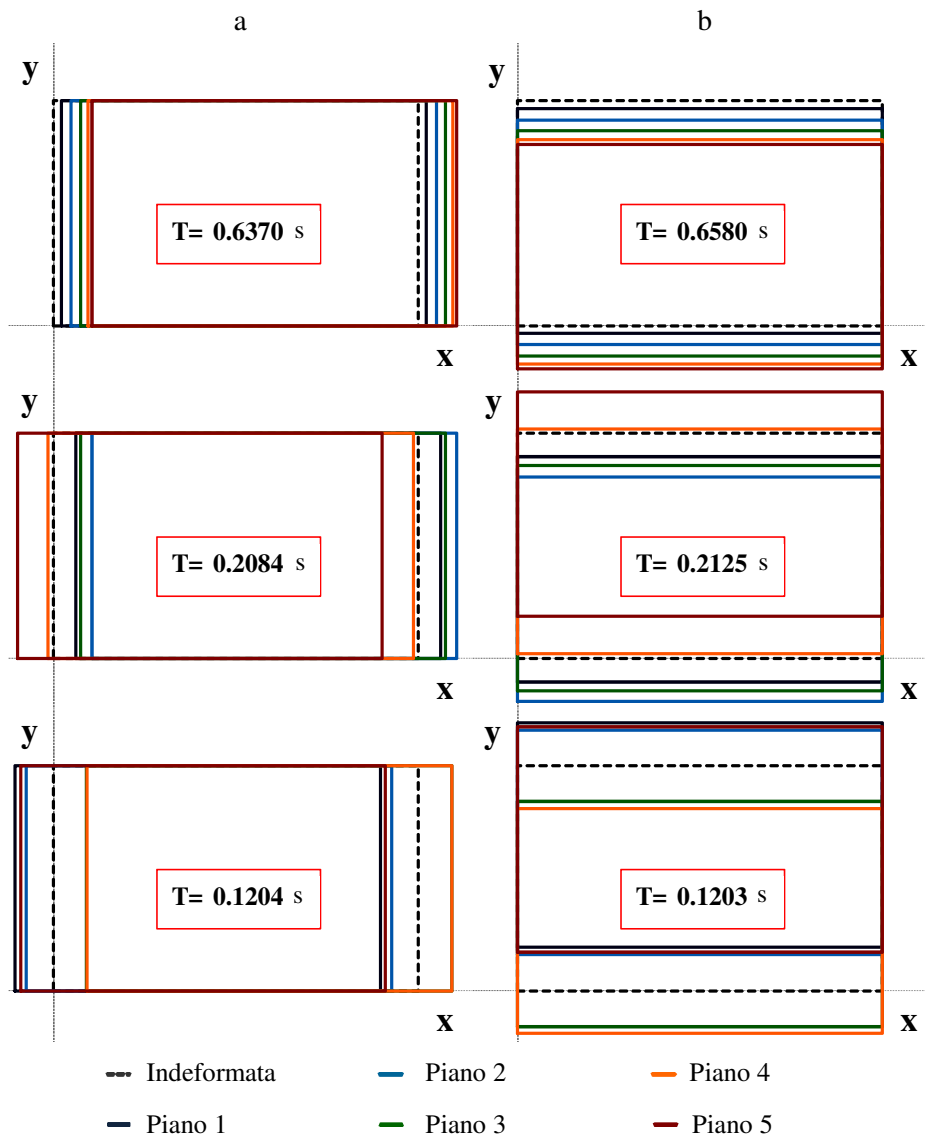 a b
y y
T= 0.6370 s T= 0.6580 s
x x
y y
T= 0.2084 s T= 0.2125 s
x x
y y
T= 0.1204 s T= 0.1203 s
x x
Indeformata Piano 2 Piano 4
Piano 1 Piano 3 Piano 5